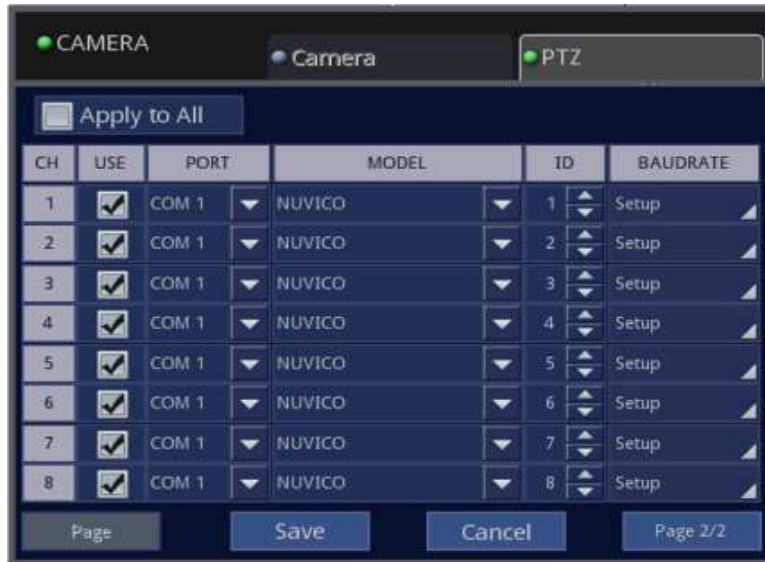 CAMERA Camera PTZ
Apply to All
CH USE PORT MODEL ID BAUDRATE
1 COM 1 NUVICO 1 Setup
2 COM 1 NUVICO 2 Setup
3 COM 1 NUVICO 3 Setup
4 COM 1 NUVICO 4 Setup
5 COM 1 NUVICO 5 Setup
6 COM 1 NUVICO 6 Setup
7 COM 1 NUVICO 7 Setup
8 COM 1 NUVICO 8 Setup
Page Save Cancel Page 2/2